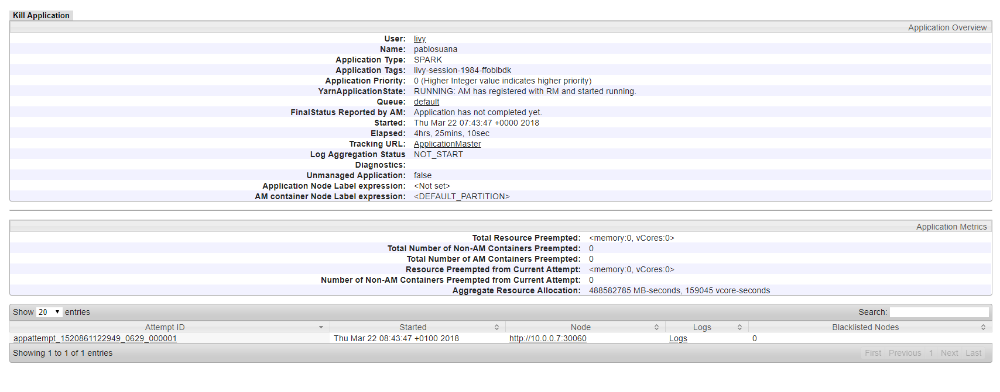 Kill Application
Application Overview
User: livy
Name: pablosuana
Application Type: SPARK
Application Tags: livy-session-1984-ffoblbdk
Application Priority: 0 (Higher Integer value indicates higher priority)
YarnApplicationState: RUNNING: AM has registered with RM and started running.
Queue: default
FinalStatus Reported by AM: Application has not completed yet.
Started: Thu Mar 22 07:43:47 +0000 2018
Elapsed: 4hrs, 25mins, 10sec
Tracking URL: ApplicationMaster
Log Aggregation Status NOT_START
Diagnostics:
Unmanaged Application: false
Application Node Label expression: <Not set>
AM container Node Label expression: <DEFAULT_PARTITION>
Application Metrics
Total Resource Preempted: <memory:0, vCores:0>
Total Number of Non-AM Containers Preempted: 0
Total Number of AM Containers Preempted: 0
Resource Preempted from Current Attempt: <memory:0, vCores:0>
Number of Non-AM Containers Preempted from Current Attempt: 0
Aggregate Resource Allocation: 488582785 MB-seconds, 159045 vcore-seconds
Show 20 entries Search:
Attempt ID Started Node Logs Blacklisted Nodes
appattempt_1520861122949_0629_000001 Thu Mar 22 08:43:47 +0100 2018 http://10.0.0.7:30060 Logs 0
Showing 1 to 1 of 1 entries First Previous 1 Next Last